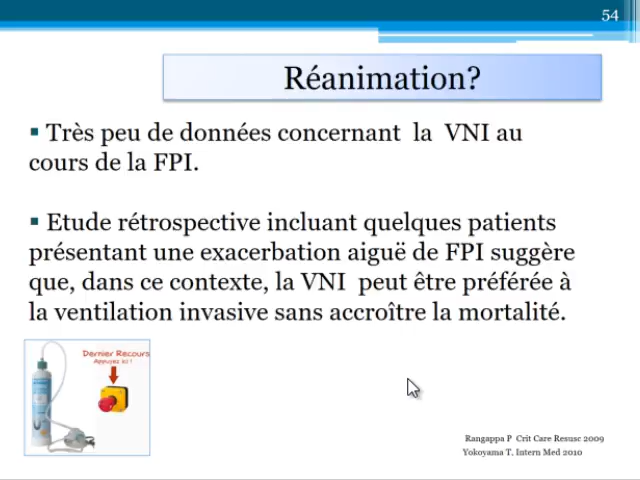 54
Réanimation?
▪ Très peu de données concernant la VNI au
cours de la FPI.
▪ Etude rétrospective incluant quelques patients
présentant une exacerbation aiguë de FPI suggère
que, dans ce contexte, la VNI peut être préférée à
la ventilation invasive sans accroître la mortalité.
Dernier Recours
Appuyez ici !
Rangappa P Crit Care Resusc 2009
Yokoyama T. Intern Med 2010